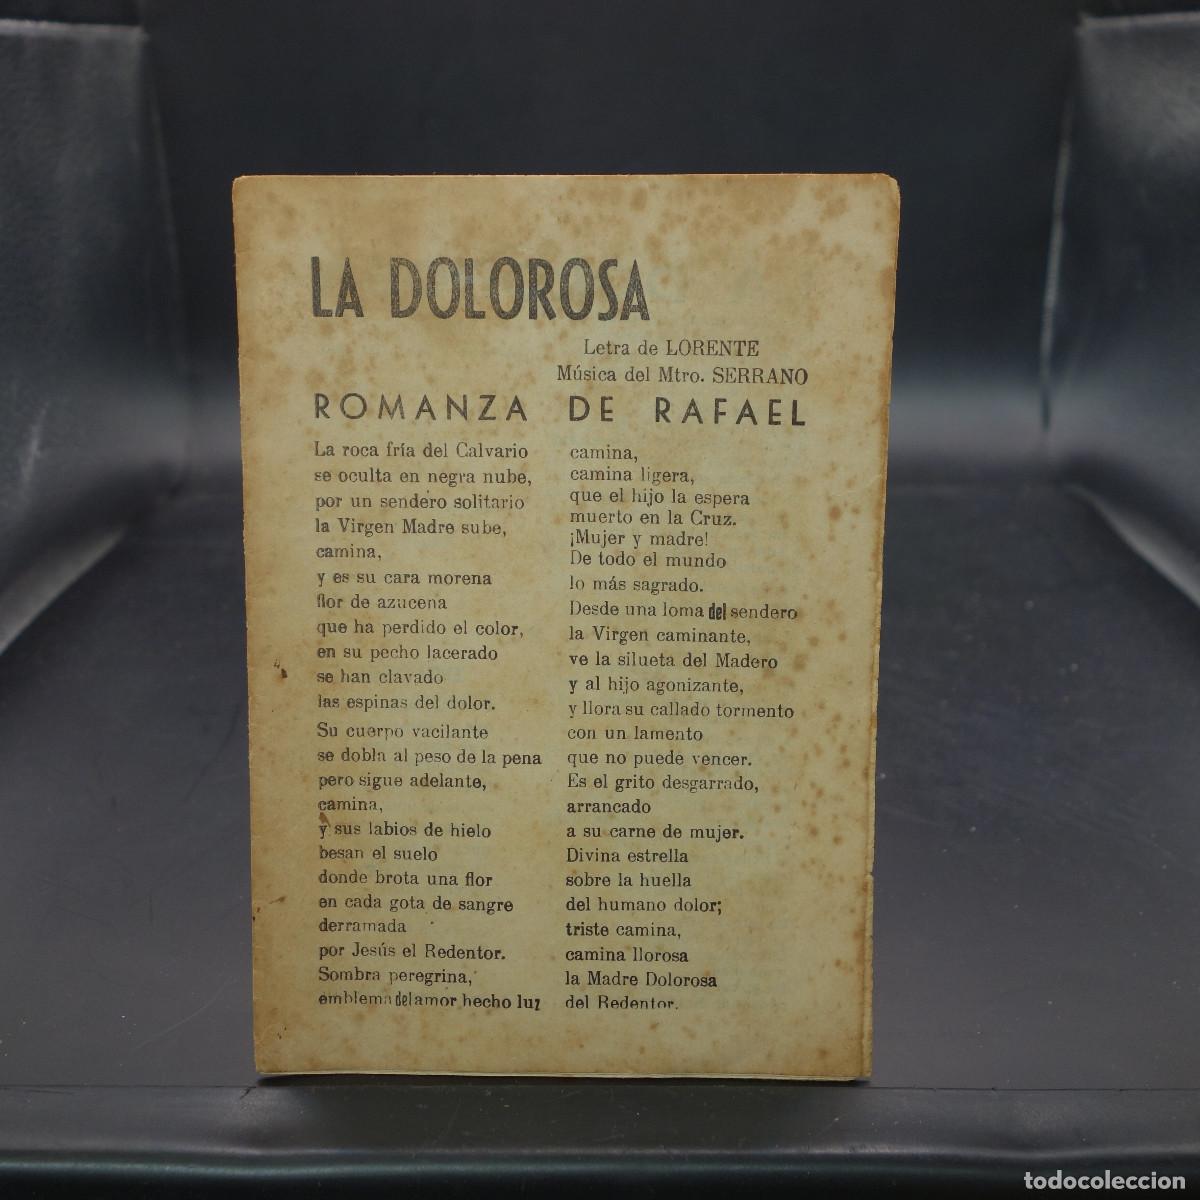 LA DOLOROSA
Letra de LORENTE
Música del Mtro. SERRANO
ROMANZA DE RAFAEL
La roca fría del Calvario
se oculta en negra nube,
por un sendero solitario
la Virgen Madre sube,
camina,
y es su cara morena
flor de azucena
que ha perdido el color,
en su pecho lacerado
se han clavado
las espinas del dolor.
Su cuerpo vacilante
se dobla al peso de la pena
pero sigue adelante,
camina,
y sus labios de hielo
besan el suelo
donde brota una flor
en cada gota de sangre
derramada
por Jesús el Redentor.
Sombra peregrina,
emblema del amor hecho luz
camina,
camina ligera,
que el hijo la espera
muerto en la Cruz.
¡Mujer y madre!
De todo el mundo
lo más sagrado.
Desde una loma del sendero
la Virgen caminante,
ve la silueta del Madero
y al hijo agonizante,
y llora su callado tormento
con un lamento
que no puede vencer.
Es el grito desgarrado,
arrancado
a su carne de mujer.
Divina estrella
sobre la huella
del humano dolor;
triste camina,
camina llorosa
la Madre Dolorosa
del Redentor.
todocoleccion